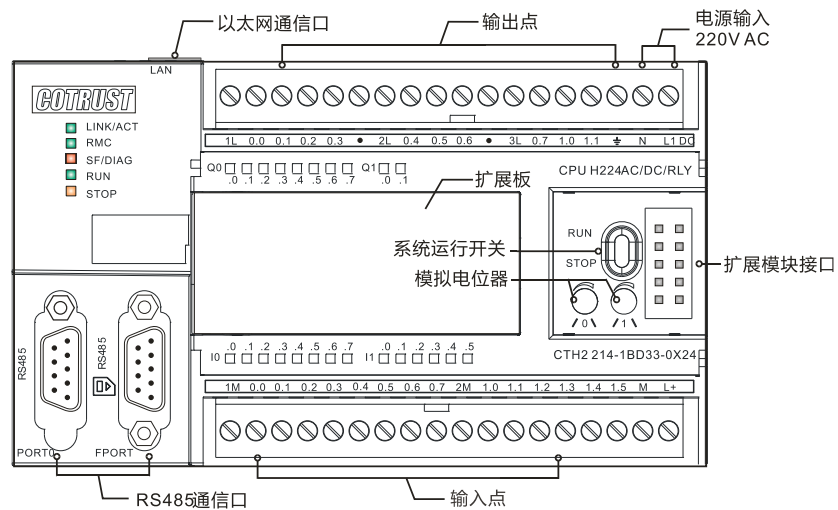 以太网通信口
输出点
电源输入
220V AC
LAN
COTRUST
LINK/ACT
RMC
SF/DIAG
RUN
STOP
1L 0.0 0.1 0.2 0.3 • 2L 0.4 0.5 0.6 • 3L 0.7 1.0 1.1 ⏚ N L1 DC
Q0 .0 .1 .2 .3 .4 .5 .6 .7
Q1 .0 .1
CPU H224AC/DC/RLY
扩展板
系统运行开关
模拟电位器
RUN
STOP
扩展模块接口
0 1
I0 .0 .1 .2 .3 .4 .5 .6 .7
I1 .0 .1 .2 .3 .4 .5
CTH2 214-1BD33-0X24
1M 0.0 0.1 0.2 0.3 0.4 0.5 0.6 0.7 2M 1.0 1.1 1.2 1.3 1.4 1.5 M L+
RS485
RS485
PORT0
FPORT
RS485通信口
输入点